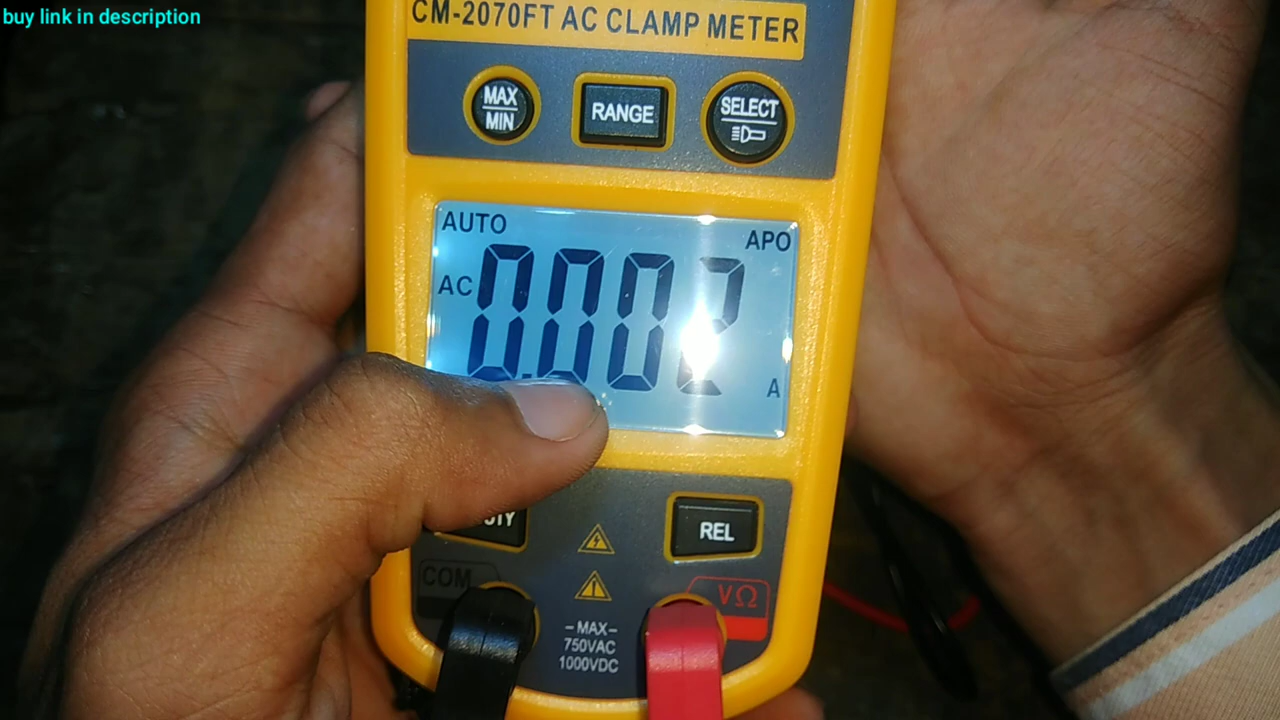 buy link in description
CM-2070FT AC CLAMP METER
MAX
MIN
RANGE
SELECT
AUTO
APO
AC
0.002
A
REL
COM
VΩ
–MAX–
750VAC
1000VDC